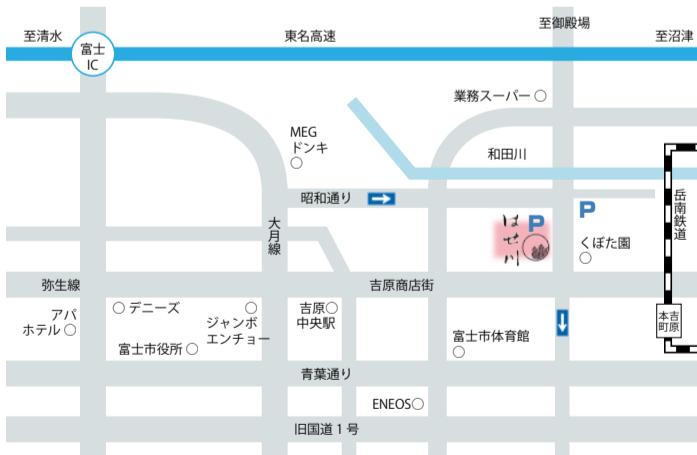 至清水
富士
IC
東名高速
至御殿場
至沼津
業務スーパー
MEG
ドンキ
和田川
昭和通り
大月線
はせ川
P
P
くぼた園
岳南鉄道
弥生線
吉原商店街
アパ
ホテル
デニーズ
ジャンボ
エンチョー
富士市役所
吉原
中央駅
富士市体育館
吉原
本町
青葉通り
ENEOS
旧国道1号